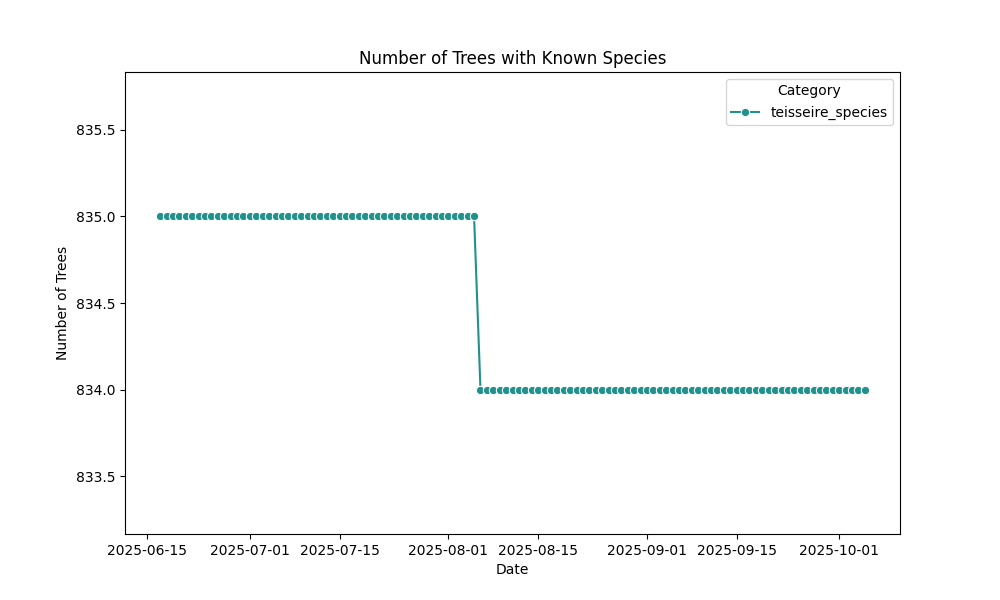 Number of Trees with Known Species
Category
teisseire_species
Number of Trees
835.5
835.0
834.5
834.0
833.5
2025-06-15 2025-07-01 2025-07-15 2025-08-01 2025-08-15 2025-09-01 2025-09-15 2025-10-01
Date